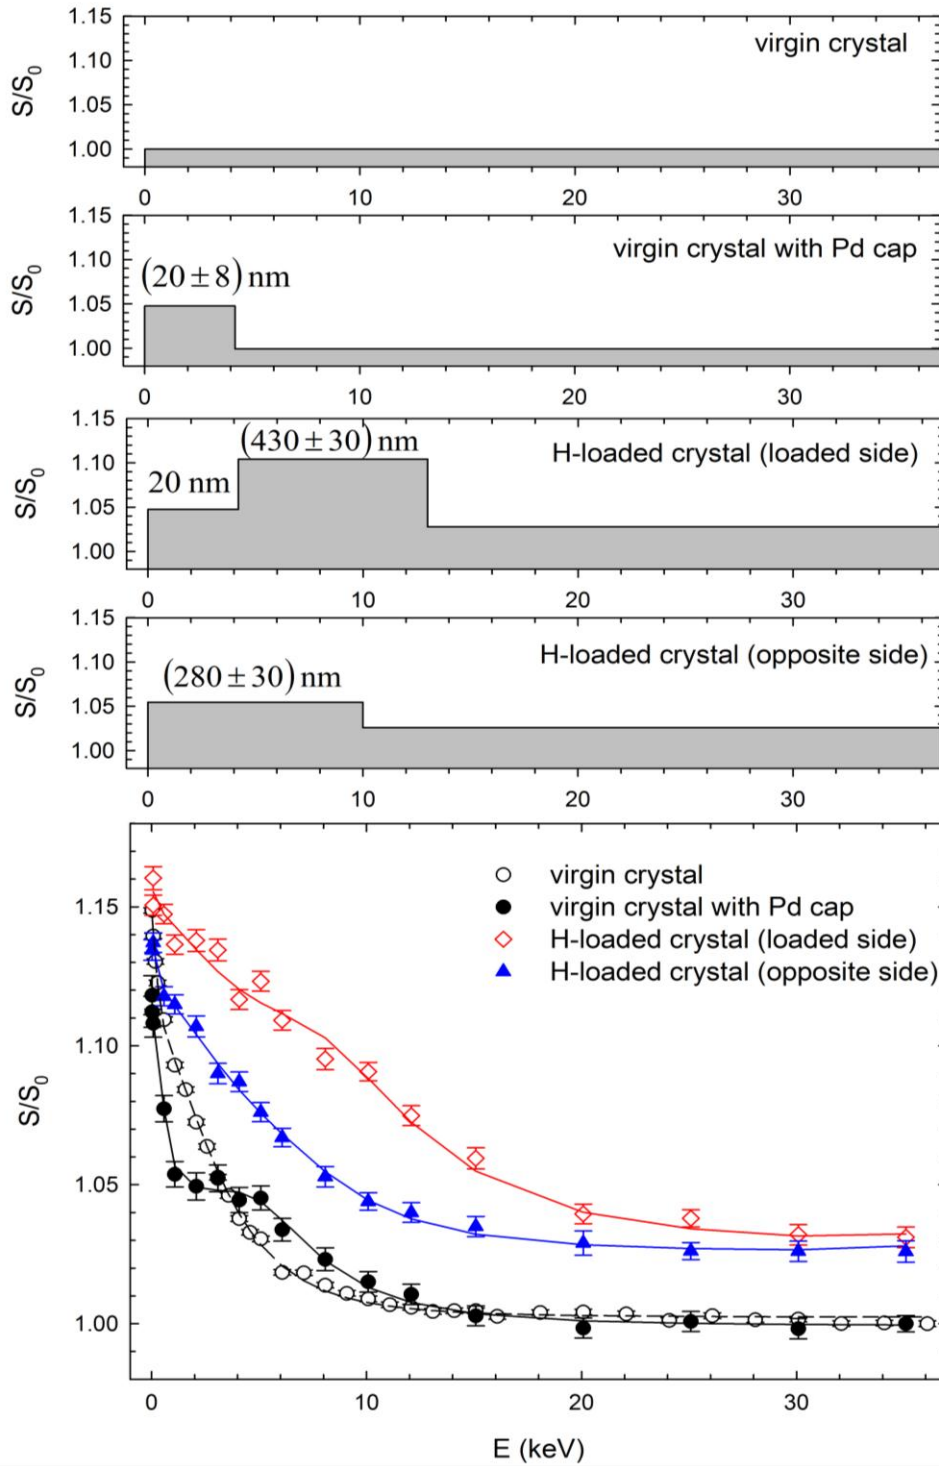 1.15
virgin crystal
1.10
S/S₀
1.05
1.00
0 10 20 30
1.15
virgin crystal with Pd cap
1.10
(20 ± 8) nm
S/S₀
1.05
1.00
0 10 20 30
1.15
(430 ± 30) nm
H-loaded crystal (loaded side)
1.10
20 nm
S/S₀
1.05
1.00
0 10 20 30
1.15
H-loaded crystal (opposite side)
1.10
(280 ± 30) nm
S/S₀
1.05
1.00
0 10 20 30
virgin crystal
1.15
virgin crystal with Pd cap
H-loaded crystal (loaded side)
H-loaded crystal (opposite side)
1.10
S/S₀
1.05
1.00
0 10 20 30
E (keV)